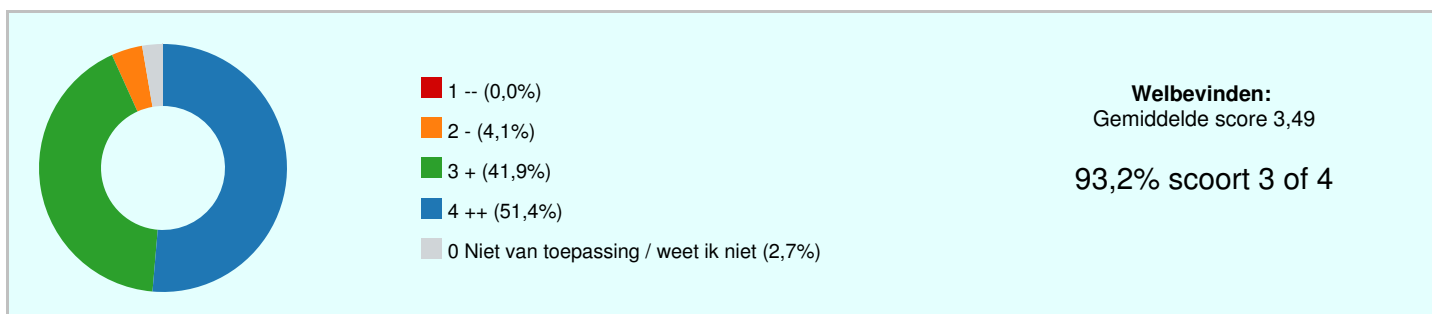 1 -- (0,0%)
2 - (4,1%)
3 + (41,9%)
4 ++ (51,4%)
0 Niet van toepassing / weet ik niet (2,7%)
Welbevinden:
Gemiddelde score 3,49
93,2% scoort 3 of 4